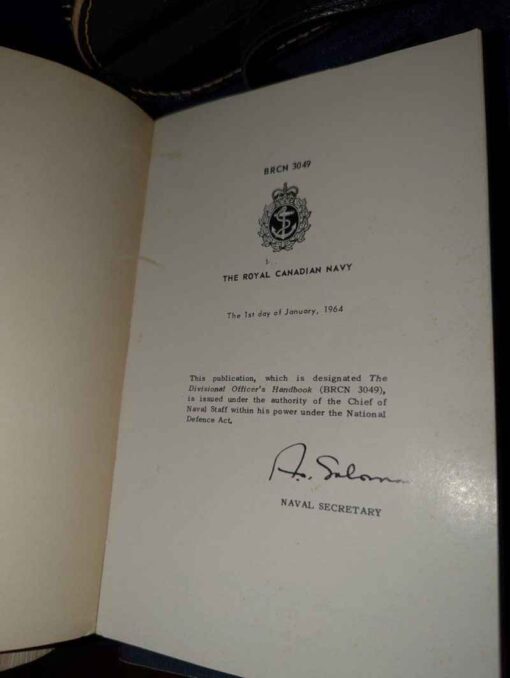 BRCN 3049
THE ROYAL CANADIAN NAVY
The 1st day of January, 1964
This publication, which is designated The
Divisional Officer's Handbook (BRCN 3049),
is issued under the authority of the Chief of
Naval Staff within his power under the National
Defence Act.
NAVAL SECRETARY